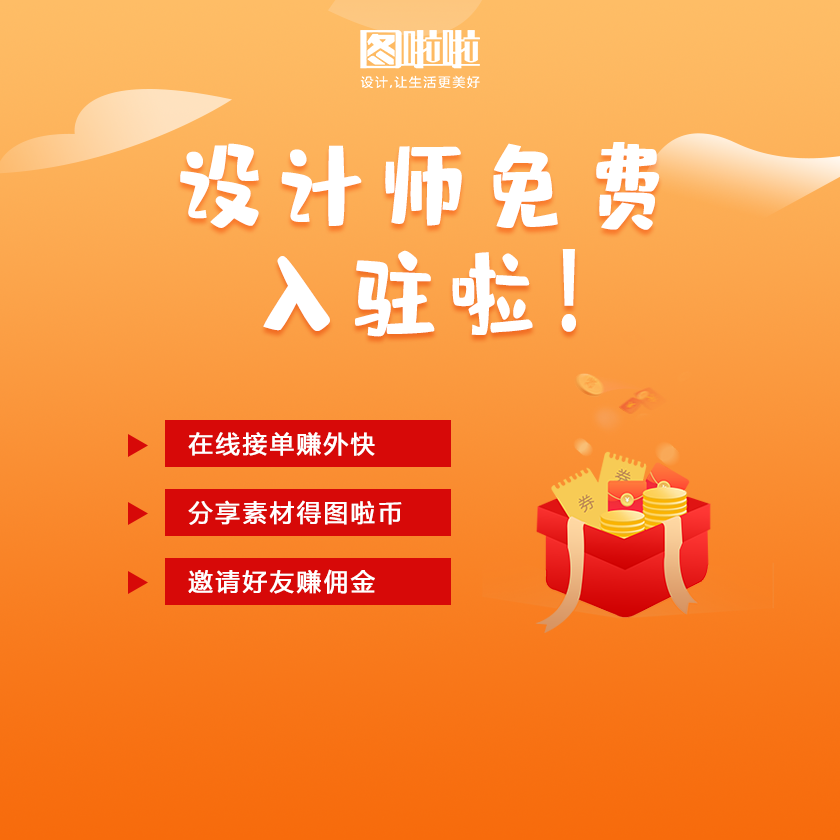 图啦啦
设计,让生活更美好
设计师免费
入驻啦!
在线接单赚外快
分享素材得图啦币
邀请好友赚佣金
券
券